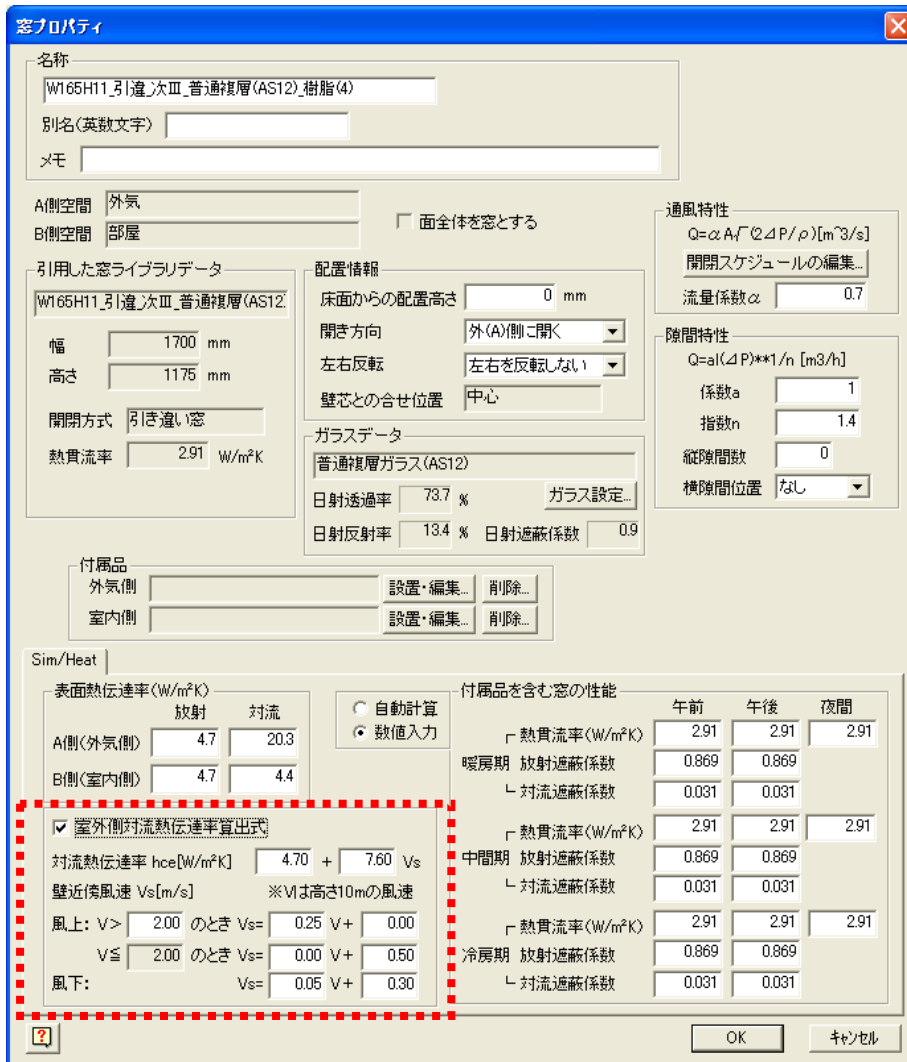 窓プロパティ
名称
W165H11_引違_次Ⅲ_普通複層(AS12)_樹脂(4)
別名(英数文字)
メモ
A側空間 外気
B側空間 部屋
面全体を窓とする
通風特性
Q=αA√(2⊿P/ρ)[m^3/s]
開閉スケジュールの編集...
流量係数α 0.7
引用した窓ライブラリデータ
W165H11_引違_次Ⅲ_普通複層(AS12)
幅 1700 mm
高さ 1175 mm
開閉方式 引き違い窓
熱貫流率 2.91 W/m²K
配置情報
床面からの配置高さ 0 mm
開き方向 外(A)側に開く
左右反転 左右を反転しない
壁芯との合せ位置 中心
ガラスデータ
普通複層ガラス(AS12)
日射透過率 73.7 % ガラス設定...
日射反射率 13.4 % 日射遮蔽係数 0.9
隙間特性
Q=al(⊿P)**1/n [m3/h]
係数a 1
指数n 1.4
縦隙間数 0
横隙間位置 なし
付属品
外気側 設置・編集... 削除...
室内側 設置・編集... 削除...
Sim/Heat
表面熱伝達率(W/m²K)
放射 対流
A側(外気側) 4.7 20.3
B側(室内側) 4.7 4.4
自動計算
数値入力
室外側対流熱伝達率算出式
対流熱伝達率 hce[W/m²K] 4.70 + 7.60 Vs
壁近傍風速 Vs[m/s] ※Vは高さ10mの風速
風上: V> 2.00 のとき Vs= 0.25 V+ 0.00
V≦ 2.00 のとき Vs= 0.00 V+ 0.50
風下: Vs= 0.05 V+ 0.30
付属品を含む窓の性能
午前 午後 夜間
┌ 熱貫流率(W/m²K) 2.91 2.91 2.91
暖房期 放射遮蔽係数 0.869 0.869
└ 対流遮蔽係数 0.031 0.031
┌ 熱貫流率(W/m²K) 2.91 2.91 2.91
中間期 放射遮蔽係数 0.869 0.869
└ 対流遮蔽係数 0.031 0.031
┌ 熱貫流率(W/m²K) 2.91 2.91 2.91
冷房期 放射遮蔽係数 0.869 0.869
└ 対流遮蔽係数 0.031 0.031
?
OK キャンセル